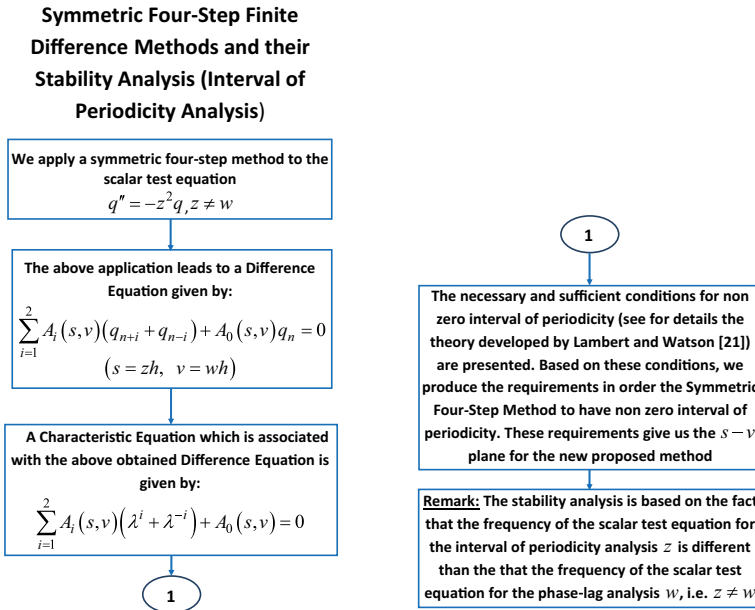 Symmetric Four-Step Finite
Difference Methods and their
Stability Analysis (Interval of
Periodicity Analysis)
We apply a symmetric four-step method to the
scalar test equation
q″ = −z²q, z ≠ w
The above application leads to a Difference
Equation given by:
∑_{i=1}^{2} A_i(s,v)(q_{n+i} + q_{n−i}) + A_0(s,v)q_n = 0
(s = zh, v = wh)
A Characteristic Equation which is associated
with the above obtained Difference Equation is
given by:
∑_{i=1}^{2} A_i(s,v)(λ^i + λ^{−i}) + A_0(s,v) = 0
1
1
The necessary and sufficient conditions for non
zero interval of periodicity (see for details the
theory developed by Lambert and Watson [21])
are presented. Based on these conditions, we
produce the requirements in order the Symmetric
Four-Step Method to have non zero interval of
periodicity. These requirements give us the s − v
plane for the new proposed method
Remark: The stability analysis is based on the fact
that the frequency of the scalar test equation for
the interval of periodicity analysis z is different
than the that the frequency of the scalar test
equation for the phase-lag analysis w, i.e. z ≠ w